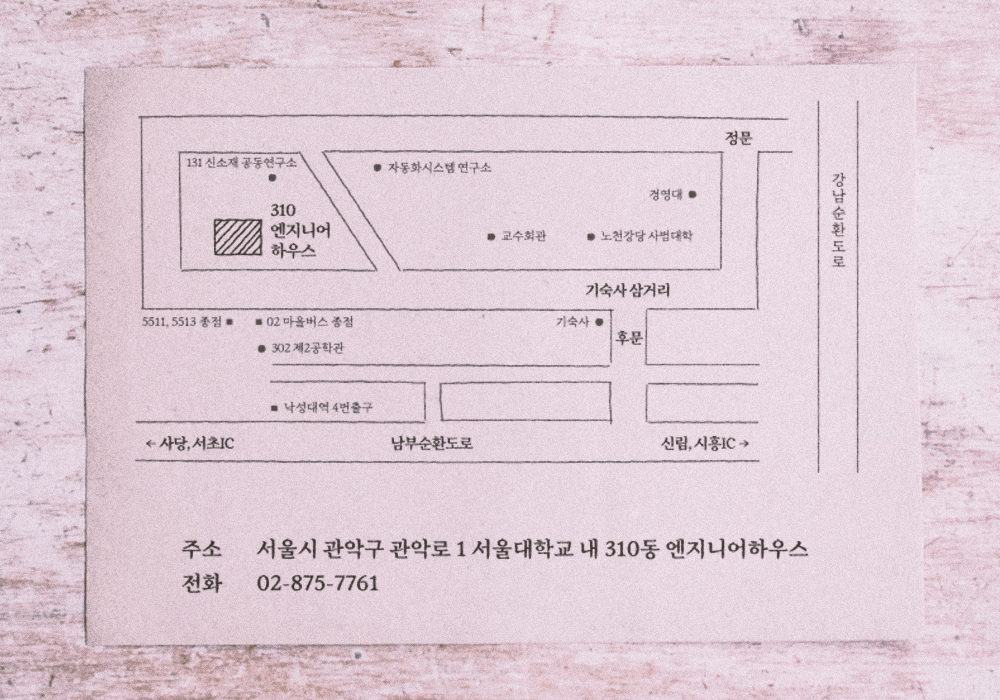 정문
131 신소재 공동연구소
자동화시스템 연구소
강남순환도로
경영대
310
엔지니어
하우스
교수회관
노천강당 사범대학
기숙사 삼거리
5511, 5513 종점
02 마을버스 종점
기숙사
후문
302 제2공학관
낙성대역 4번출구
← 사당, 서초IC
남부순환도로
신림, 시흥IC →
주소 서울시 관악구 관악로 1 서울대학교 내 310동 엔지니어하우스
전화 02-875-7761